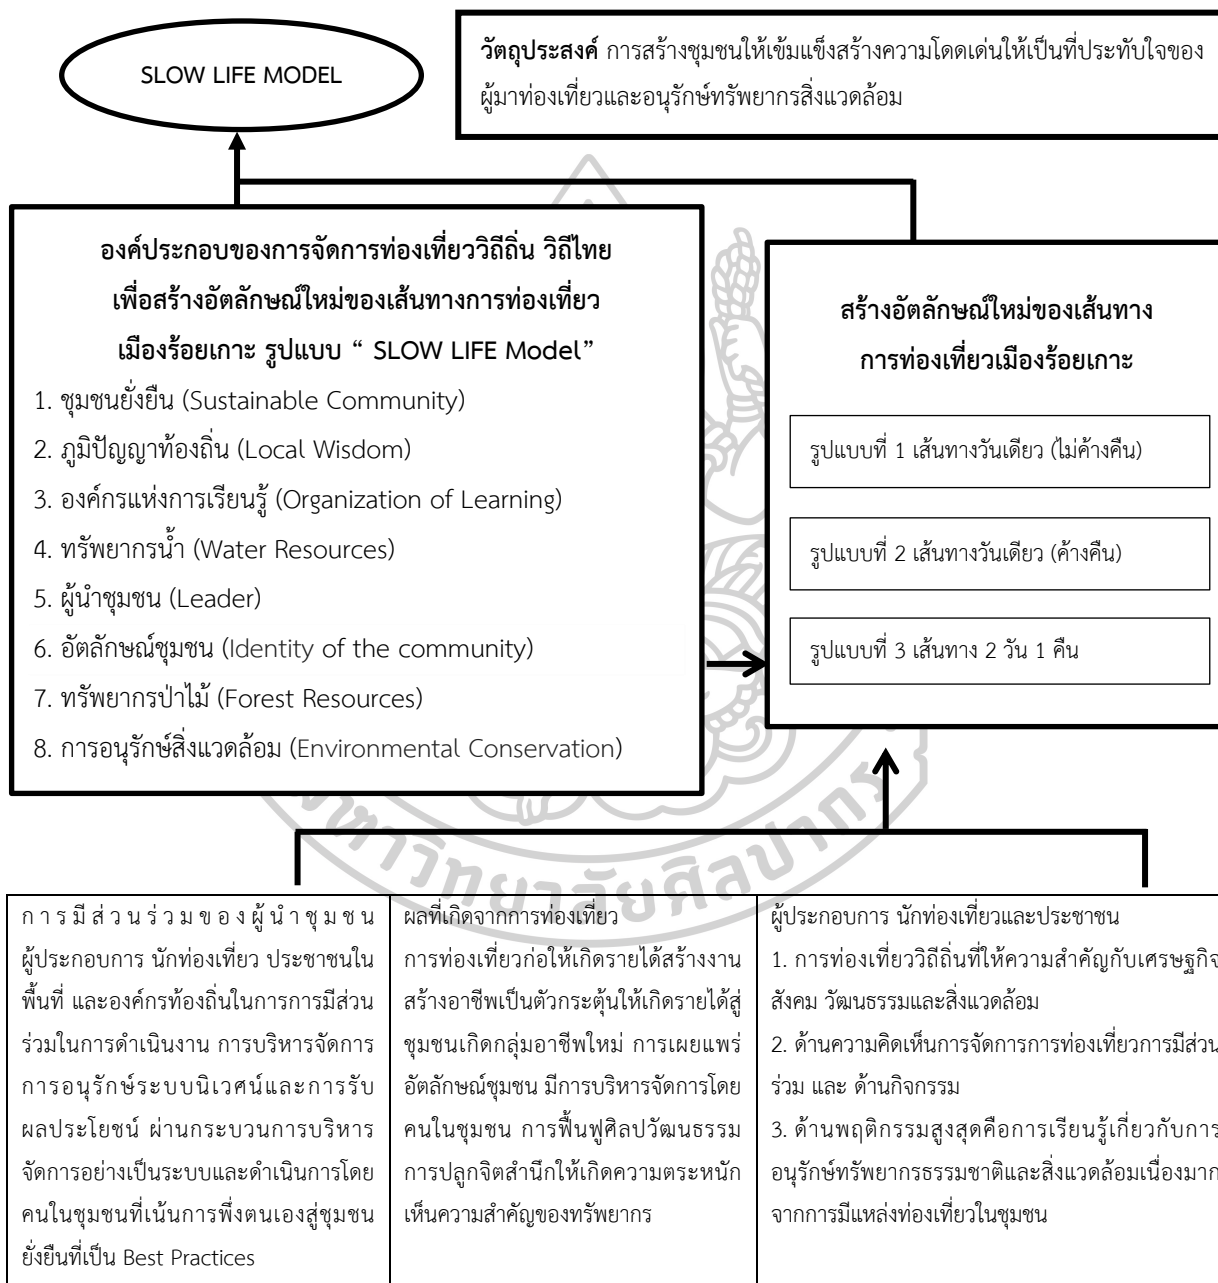 SLOW LIFE MODEL
วัตถุประสงค์ การสร้างชุมชนให้เข้มแข็งสร้างความโดดเด่นให้เป็นที่ประทับใจของ
ผู้มาท่องเที่ยวและอนุรักษ์ทรัพยากรสิ่งแวดล้อม
องค์ประกอบของการจัดการท่องเที่ยววิถีถิ่น วิถีไทย
เพื่อสร้างอัตลักษณ์ใหม่ของเส้นทางการท่องเที่ยว
เมืองร้อยเกาะ รูปแบบ “ SLOW LIFE Model”
1. ชุมชนยั่งยืน (Sustainable Community)
2. ภูมิปัญญาท้องถิ่น (Local Wisdom)
3. องค์กรแห่งการเรียนรู้ (Organization of Learning)
4. ทรัพยากรน้ำ (Water Resources)
5. ผู้นำชุมชน (Leader)
6. อัตลักษณ์ชุมชน (Identity of the community)
7. ทรัพยากรป่าไม้ (Forest Resources)
8. การอนุรักษ์สิ่งแวดล้อม (Environmental Conservation)
สร้างอัตลักษณ์ใหม่ของเส้นทาง
การท่องเที่ยวเมืองร้อยเกาะ
รูปแบบที่ 1 เส้นทางวันเดียว (ไม่ค้างคืน)
รูปแบบที่ 2 เส้นทางวันเดียว (ค้างคืน)
รูปแบบที่ 3 เส้นทาง 2 วัน 1 คืน
การมีส่วนร่วมของผู้นำชุมชน
ผู้ประกอบการ นักท่องเที่ยว ประชาชนใน
พื้นที่ และองค์กรท้องถิ่นในการการมีส่วน
ร่วมในการดำเนินงาน การบริหารจัดการ
การอนุรักษ์ระบบนิเวศน์และการรับ
ผลประโยชน์ ผ่านกระบวนการบริหาร
จัดการอย่างเป็นระบบและดำเนินการโดย
คนในชุมชนที่เน้นการพึ่งตนเองสู่ชุมชน
ยั่งยืนที่เป็น Best Practices
ผลที่เกิดจากการท่องเที่ยว
การท่องเที่ยวก่อให้เกิดรายได้สร้างงาน
สร้างอาชีพเป็นตัวกระตุ้นให้เกิดรายได้สู่
ชุมชนเกิดกลุ่มอาชีพใหม่ การเผยแพร่
อัตลักษณ์ชุมชน มีการบริหารจัดการโดย
คนในชุมชน การฟื้นฟูศิลปวัฒนธรรม
การปลูกจิตสำนึกให้เกิดความตระหนัก
เห็นความสำคัญของทรัพยากร
ผู้ประกอบการ นักท่องเที่ยวและประชาชน
1. การท่องเที่ยววิถีถิ่นที่ให้ความสำคัญกับเศรษฐกิจ
สังคม วัฒนธรรมและสิ่งแวดล้อม
2. ด้านความคิดเห็นการจัดการการท่องเที่ยวการมีส่วน
ร่วม และ ด้านกิจกรรม
3. ด้านพฤติกรรมสูงสุดคือการเรียนรู้เกี่ยวกับการ
อนุรักษ์ทรัพยากรธรรมชาติและสิ่งแวดล้อมเนื่องมาก
จากการมีแหล่งท่องเที่ยวในชุมชน